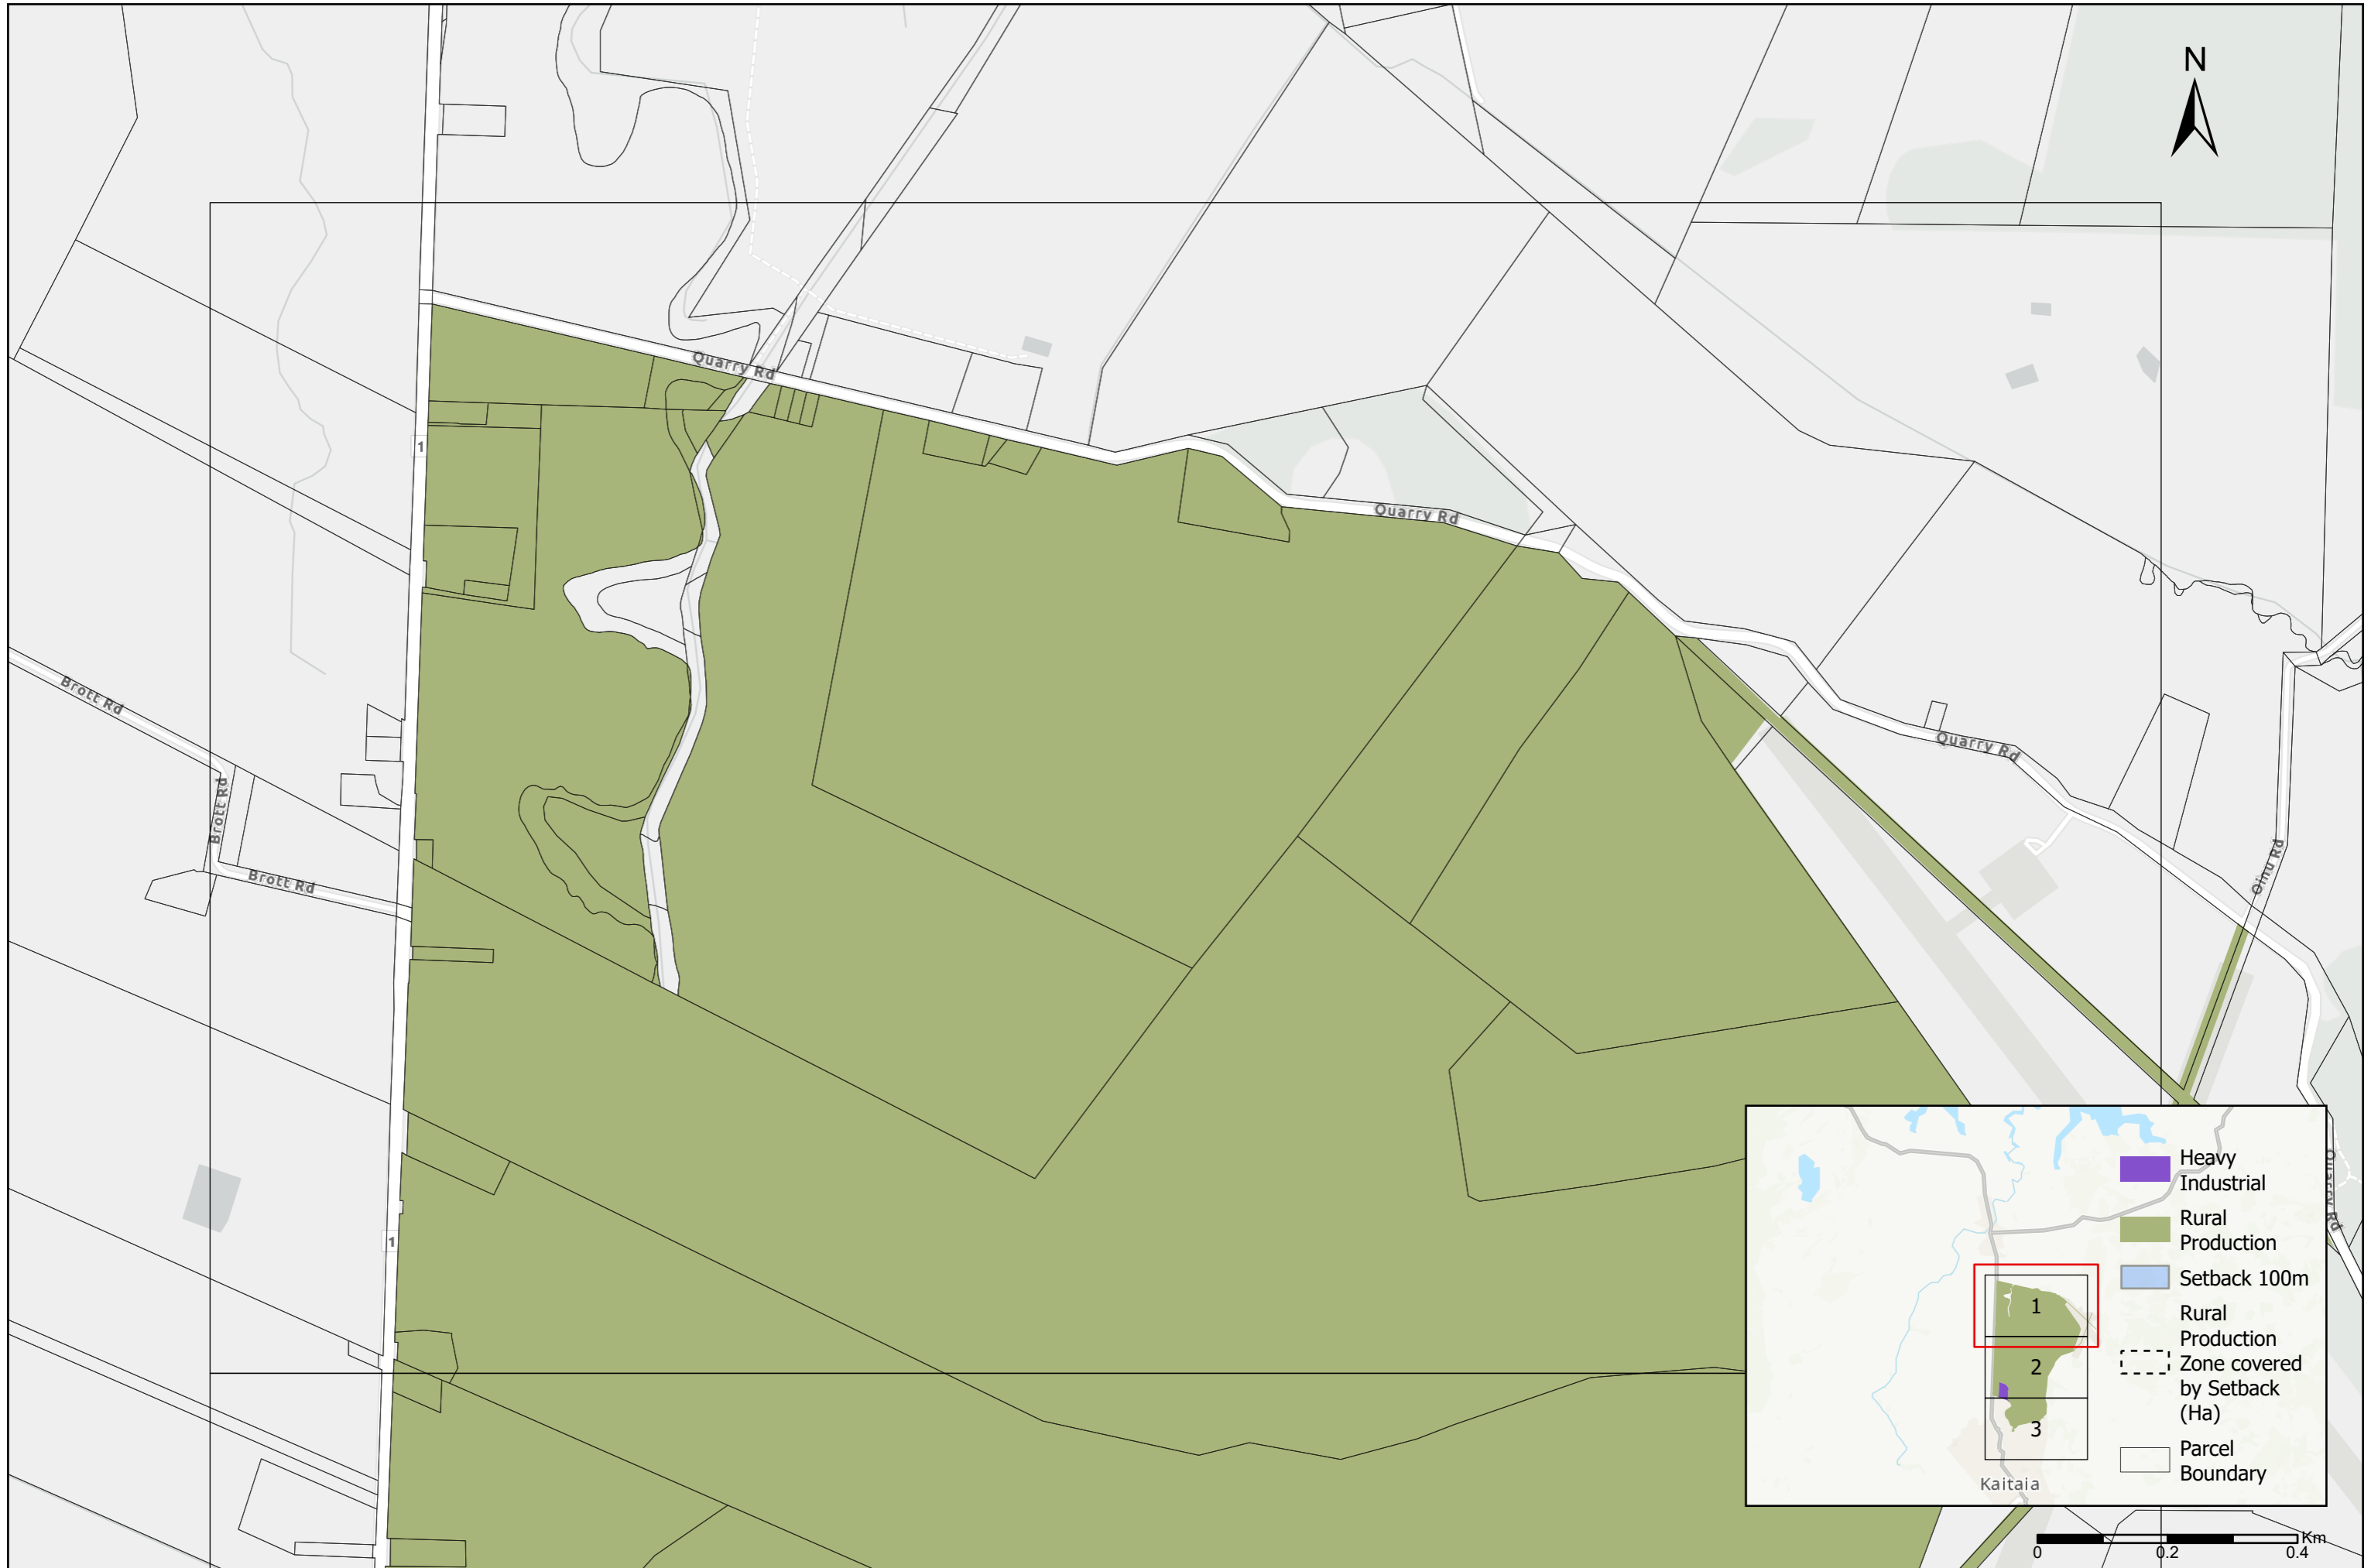 N
Quarry Rd
1
Quarry Rd
Brott Rd
Quarry Rd
Brott Rd
Oinu Rd
Brott Rd
1
Heavy
Industrial
Rural
Production
Setback 100m
Rural
Production
Zone covered
by Setback
(Ha)
Parcel
Boundary
1
2
3
Kaitaia
Quarry Rd
Km
0
0.2
0.4